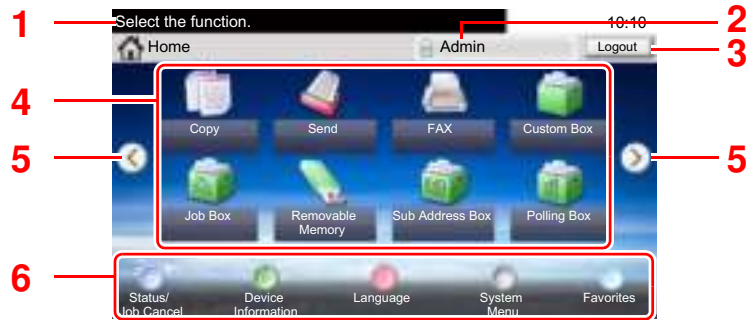 1 Select the function. 10:10 2
Home Admin Logout 3
4
Copy Send FAX Custom Box
5 5
Job Box Removable Memory Sub Address Box Polling Box
6
Status/ Job Cancel Device Information Language System Menu Favorites